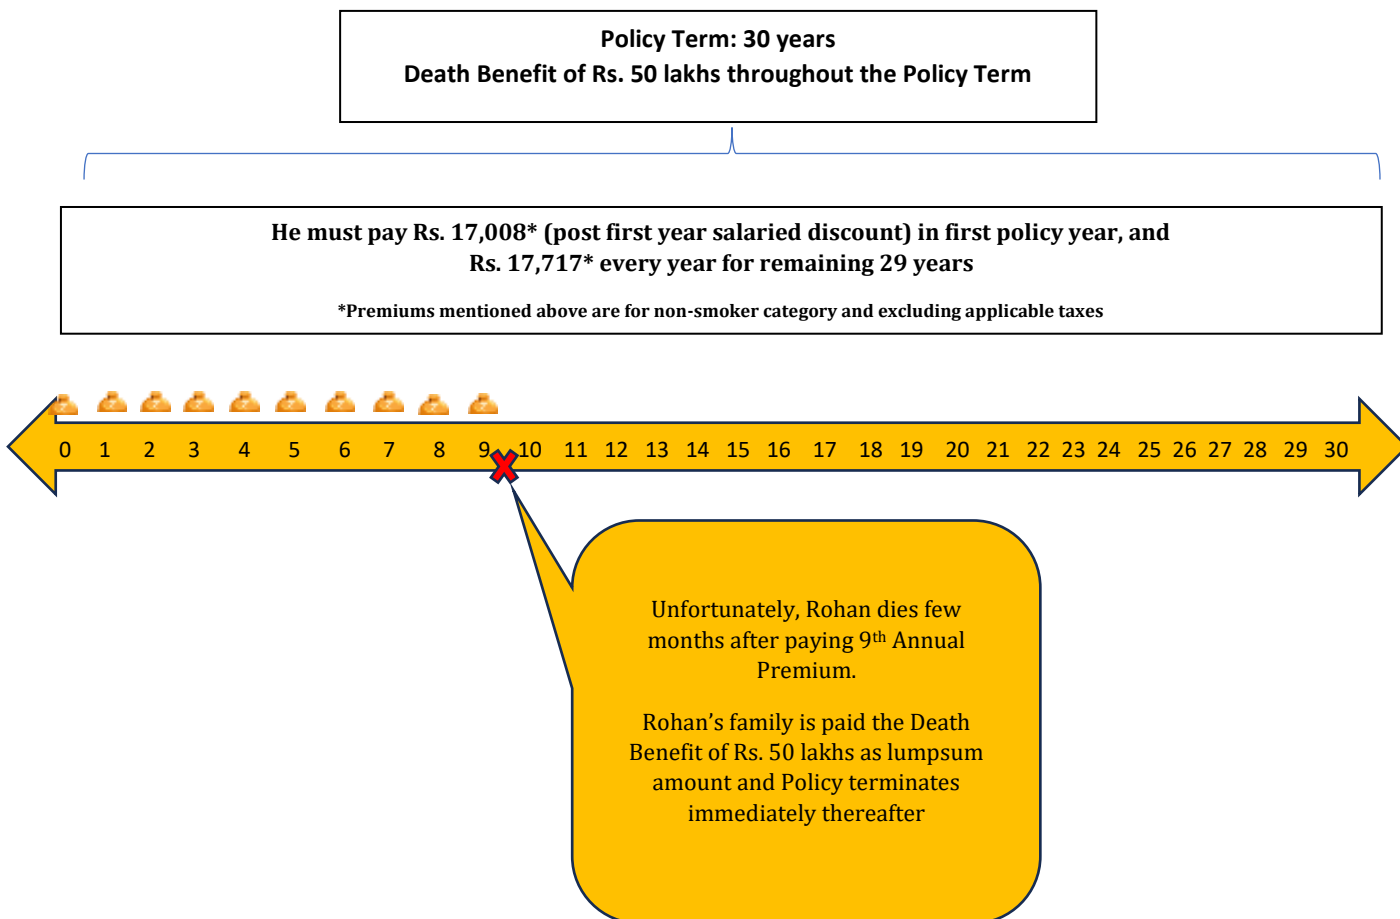 Policy Term: 30 years
Death Benefit of Rs. 50 lakhs throughout the Policy Term
He must pay Rs. 17,008* (post first year salaried discount) in first policy year, and
Rs. 17,717* every year for remaining 29 years
*Premiums mentioned above are for non-smoker category and excluding applicable taxes
0 1 2 3 4 5 6 7 8 9 10 11 12 13 14 15 16 17 18 19 20 21 22 23 24 25 26 27 28 29 30
Unfortunately, Rohan dies few
months after paying 9th Annual
Premium.
Rohan’s family is paid the Death
Benefit of Rs. 50 lakhs as lumpsum
amount and Policy terminates
immediately thereafter